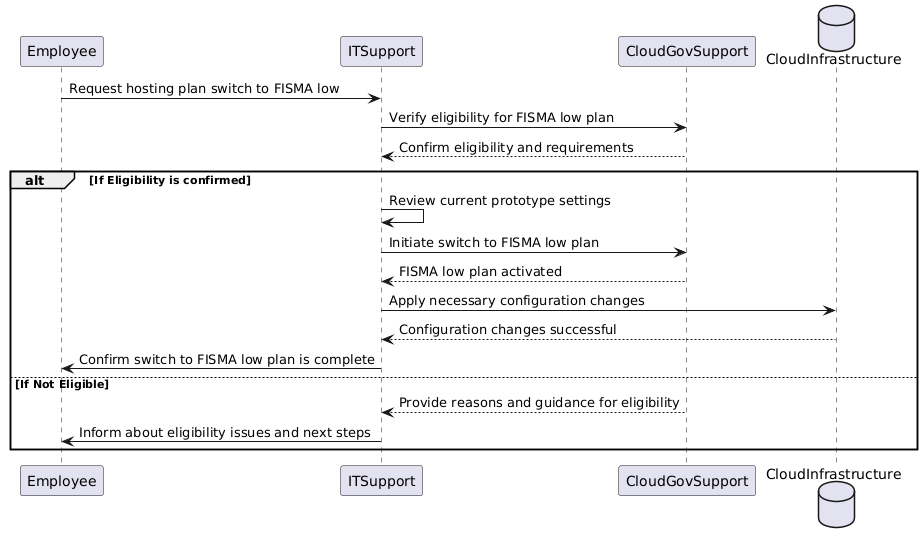 CloudInfrastructure
Employee
ITSupport
CloudGovSupport
Request hosting plan switch to FISMA low
Verify eligibility for FISMA low plan
Confirm eligibility and requirements
alt
[If Eligibility is confirmed]
Review current prototype settings
Initiate switch to FISMA low plan
FISMA low plan activated
Apply necessary configuration changes
Configuration changes successful
Confirm switch to FISMA low plan is complete
[If Not Eligible]
Provide reasons and guidance for eligibility
Inform about eligibility issues and next steps
Employee
ITSupport
CloudGovSupport
CloudInfrastructure